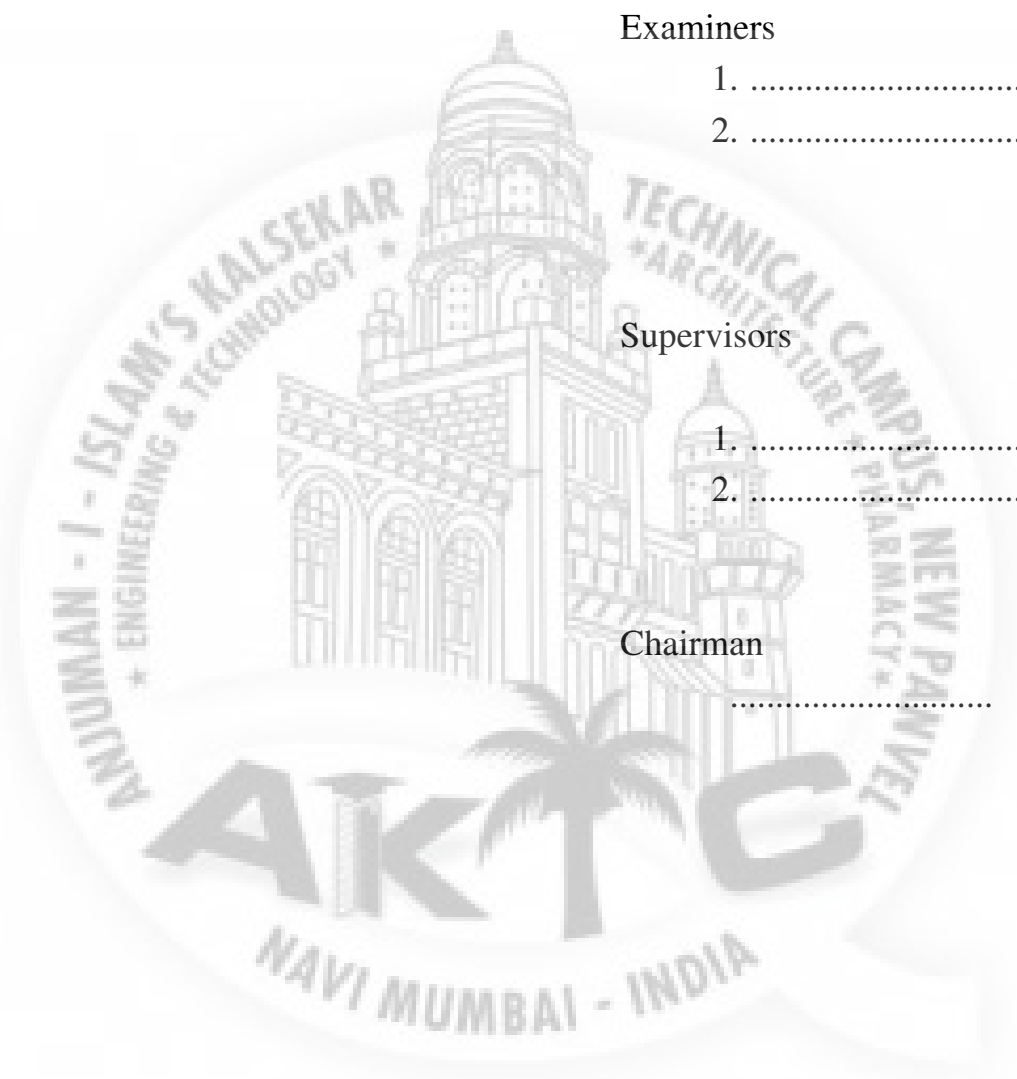 Examiners
1. ..............................
2. ..............................
Supervisors
1. ..............................
2. ..............................
Chairman
.............................
ANJUMAN - I - ISLAM'S KALSEKAR TECHNICAL CAMPUS, NEW PANVEL
* ENGINEERING & TECHNOLOGY * *ARCHITECTURE * PHARMACY*
AKTC
NAVI MUMBAI - INDIA